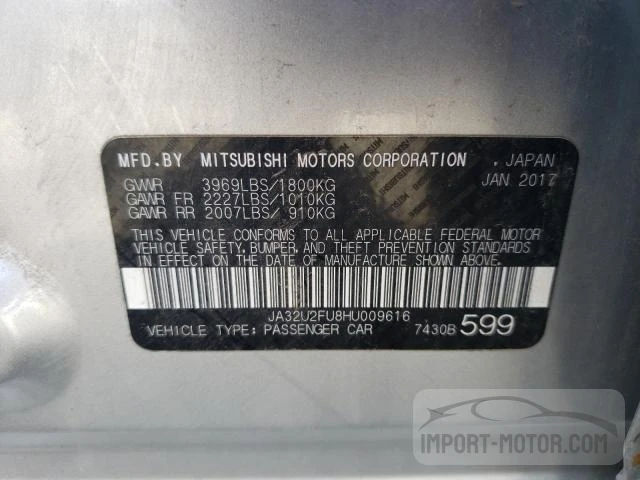 MFD.BY MITSUBISHI MOTORS CORPORATION . JAPAN
JAN 2017
GVWR 3969LBS/1800KG
GAWR FR 2227LBS/1010KG
GAWR RR 2007LBS/ 910KG
THIS VEHICLE CONFORMS TO ALL APPLICABLE FEDERAL MOTOR
VEHICLE SAFETY, BUMPER, AND THEFT PREVENTION STANDARDS
IN EFFECT ON THE DATE OF MANUFACTURE SHOWN ABOVE.
JA32U2FU8HU009616
VEHICLE TYPE: PASSENGER CAR 7430B 599
IMPORT-MOTOR.COM